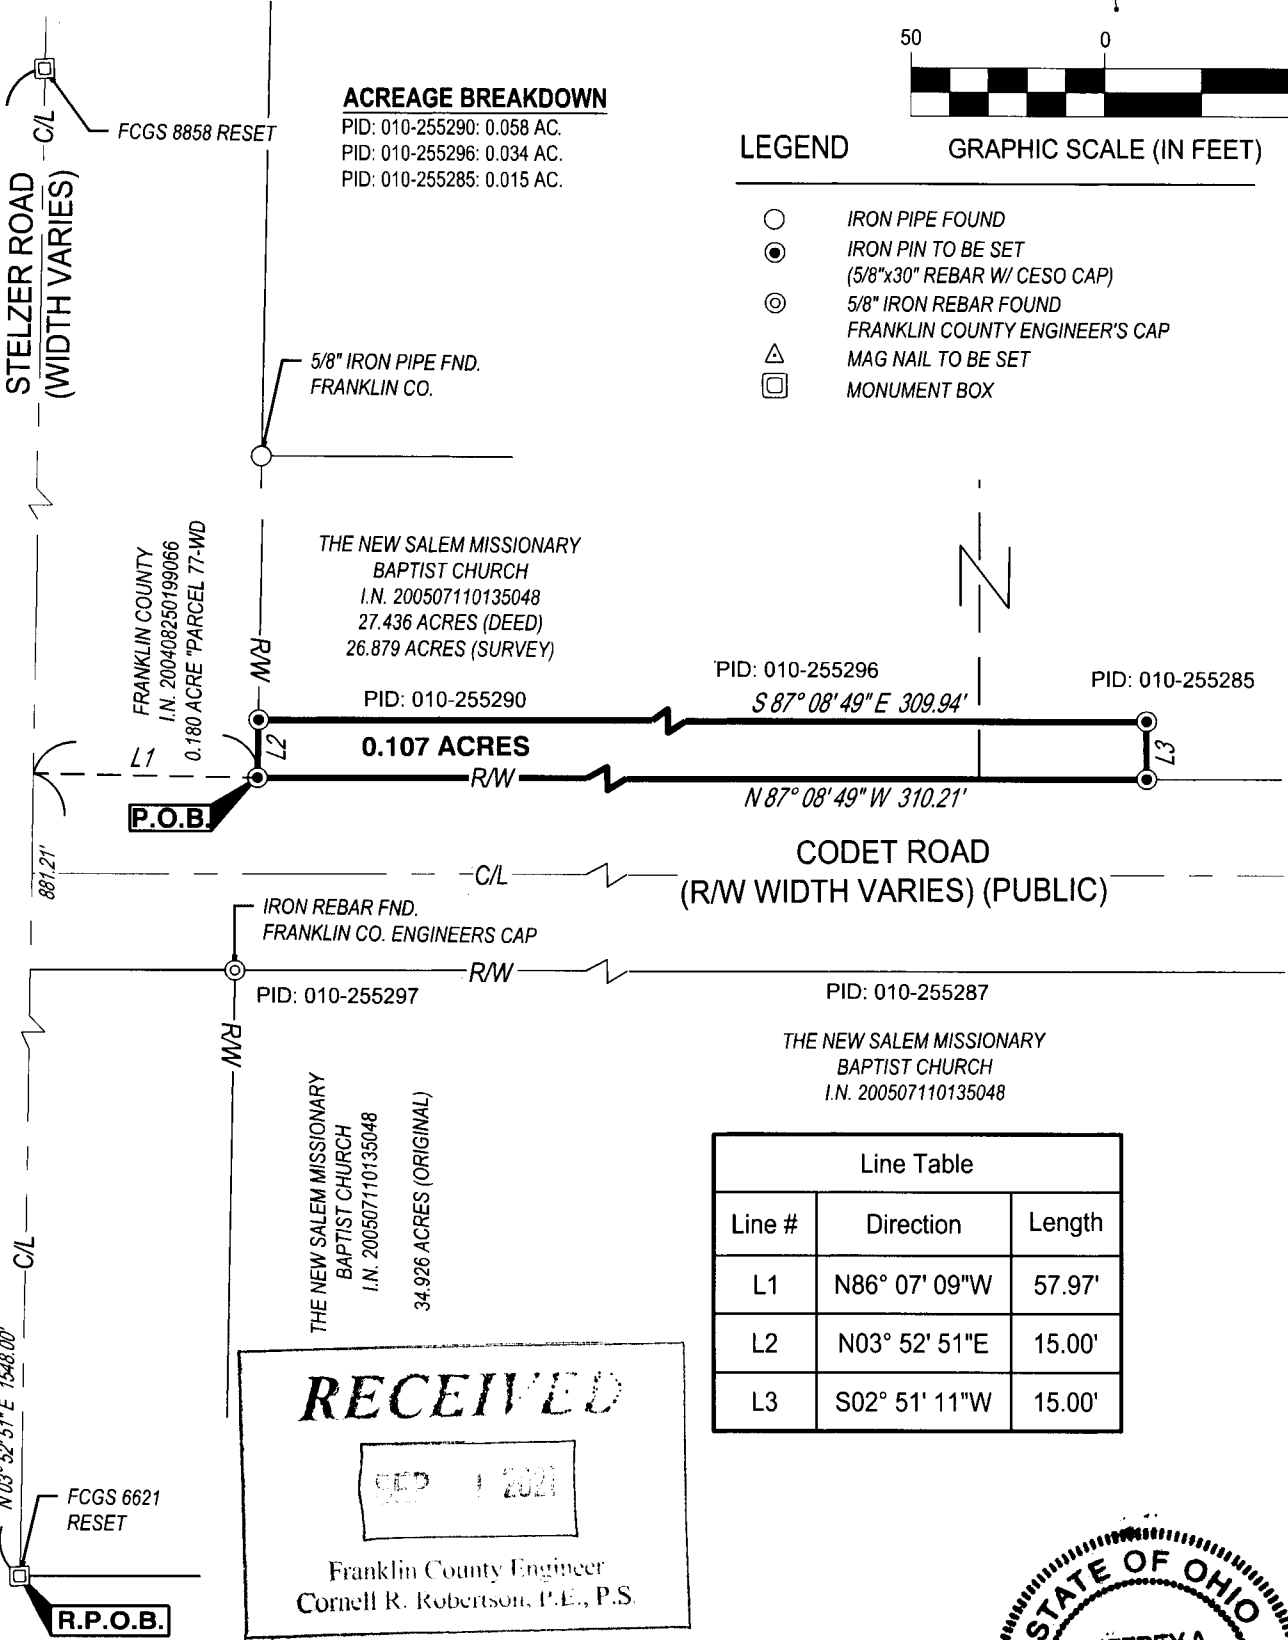 50
0
GRAPHIC SCALE (IN FEET)
C/L
FCGS 8858 RESET
STELZER ROAD
(WIDTH VARIES)
ACREAGE BREAKDOWN
PID: 010-255290: 0.058 AC.
PID: 010-255296: 0.034 AC.
PID: 010-255285: 0.015 AC.
LEGEND
IRON PIPE FOUND
IRON PIN TO BE SET
(5/8"x30" REBAR W/ CESO CAP)
5/8" IRON REBAR FOUND
FRANKLIN COUNTY ENGINEER'S CAP
MAG NAIL TO BE SET
MONUMENT BOX
5/8" IRON PIPE FND.
FRANKLIN CO.
FRANKLIN COUNTY
I.N. 200408250199066
0.180 ACRE "PARCEL 77-WD
R/W
THE NEW SALEM MISSIONARY
BAPTIST CHURCH
I.N. 200507110135048
27.436 ACRES (DEED)
26.879 ACRES (SURVEY)
N
PID: 010-255290
PID: 010-255296
PID: 010-255285
S 87° 08' 49" E 309.94'
L1
L2
0.107 ACRES
L3
R/W
N 87° 08' 49" W 310.21'
P.O.B.
881.21'
C/L
CODET ROAD
(R/W WIDTH VARIES) (PUBLIC)
IRON REBAR FND.
FRANKLIN CO. ENGINEERS CAP
R/W
PID: 010-255297
PID: 010-255287
R/W
THE NEW SALEM MISSIONARY
BAPTIST CHURCH
I.N. 200507110135048
THE NEW SALEM MISSIONARY
BAPTIST CHURCH
I.N. 200507110135048
34.926 ACRES (ORIGINAL)
C/L
N 03° 52' 51" E 1548.00'
Line Table
Line # Direction Length
L1 N86° 07' 09"W 57.97'
L2 N03° 52' 51"E 15.00'
L3 S02° 51' 11"W 15.00'
RECEIVED
SEP 1 2021
Franklin County Engineer
Cornell R. Robertson, P.E., P.S.
FCGS 6621
RESET
R.P.O.B.
STATE OF OHIO